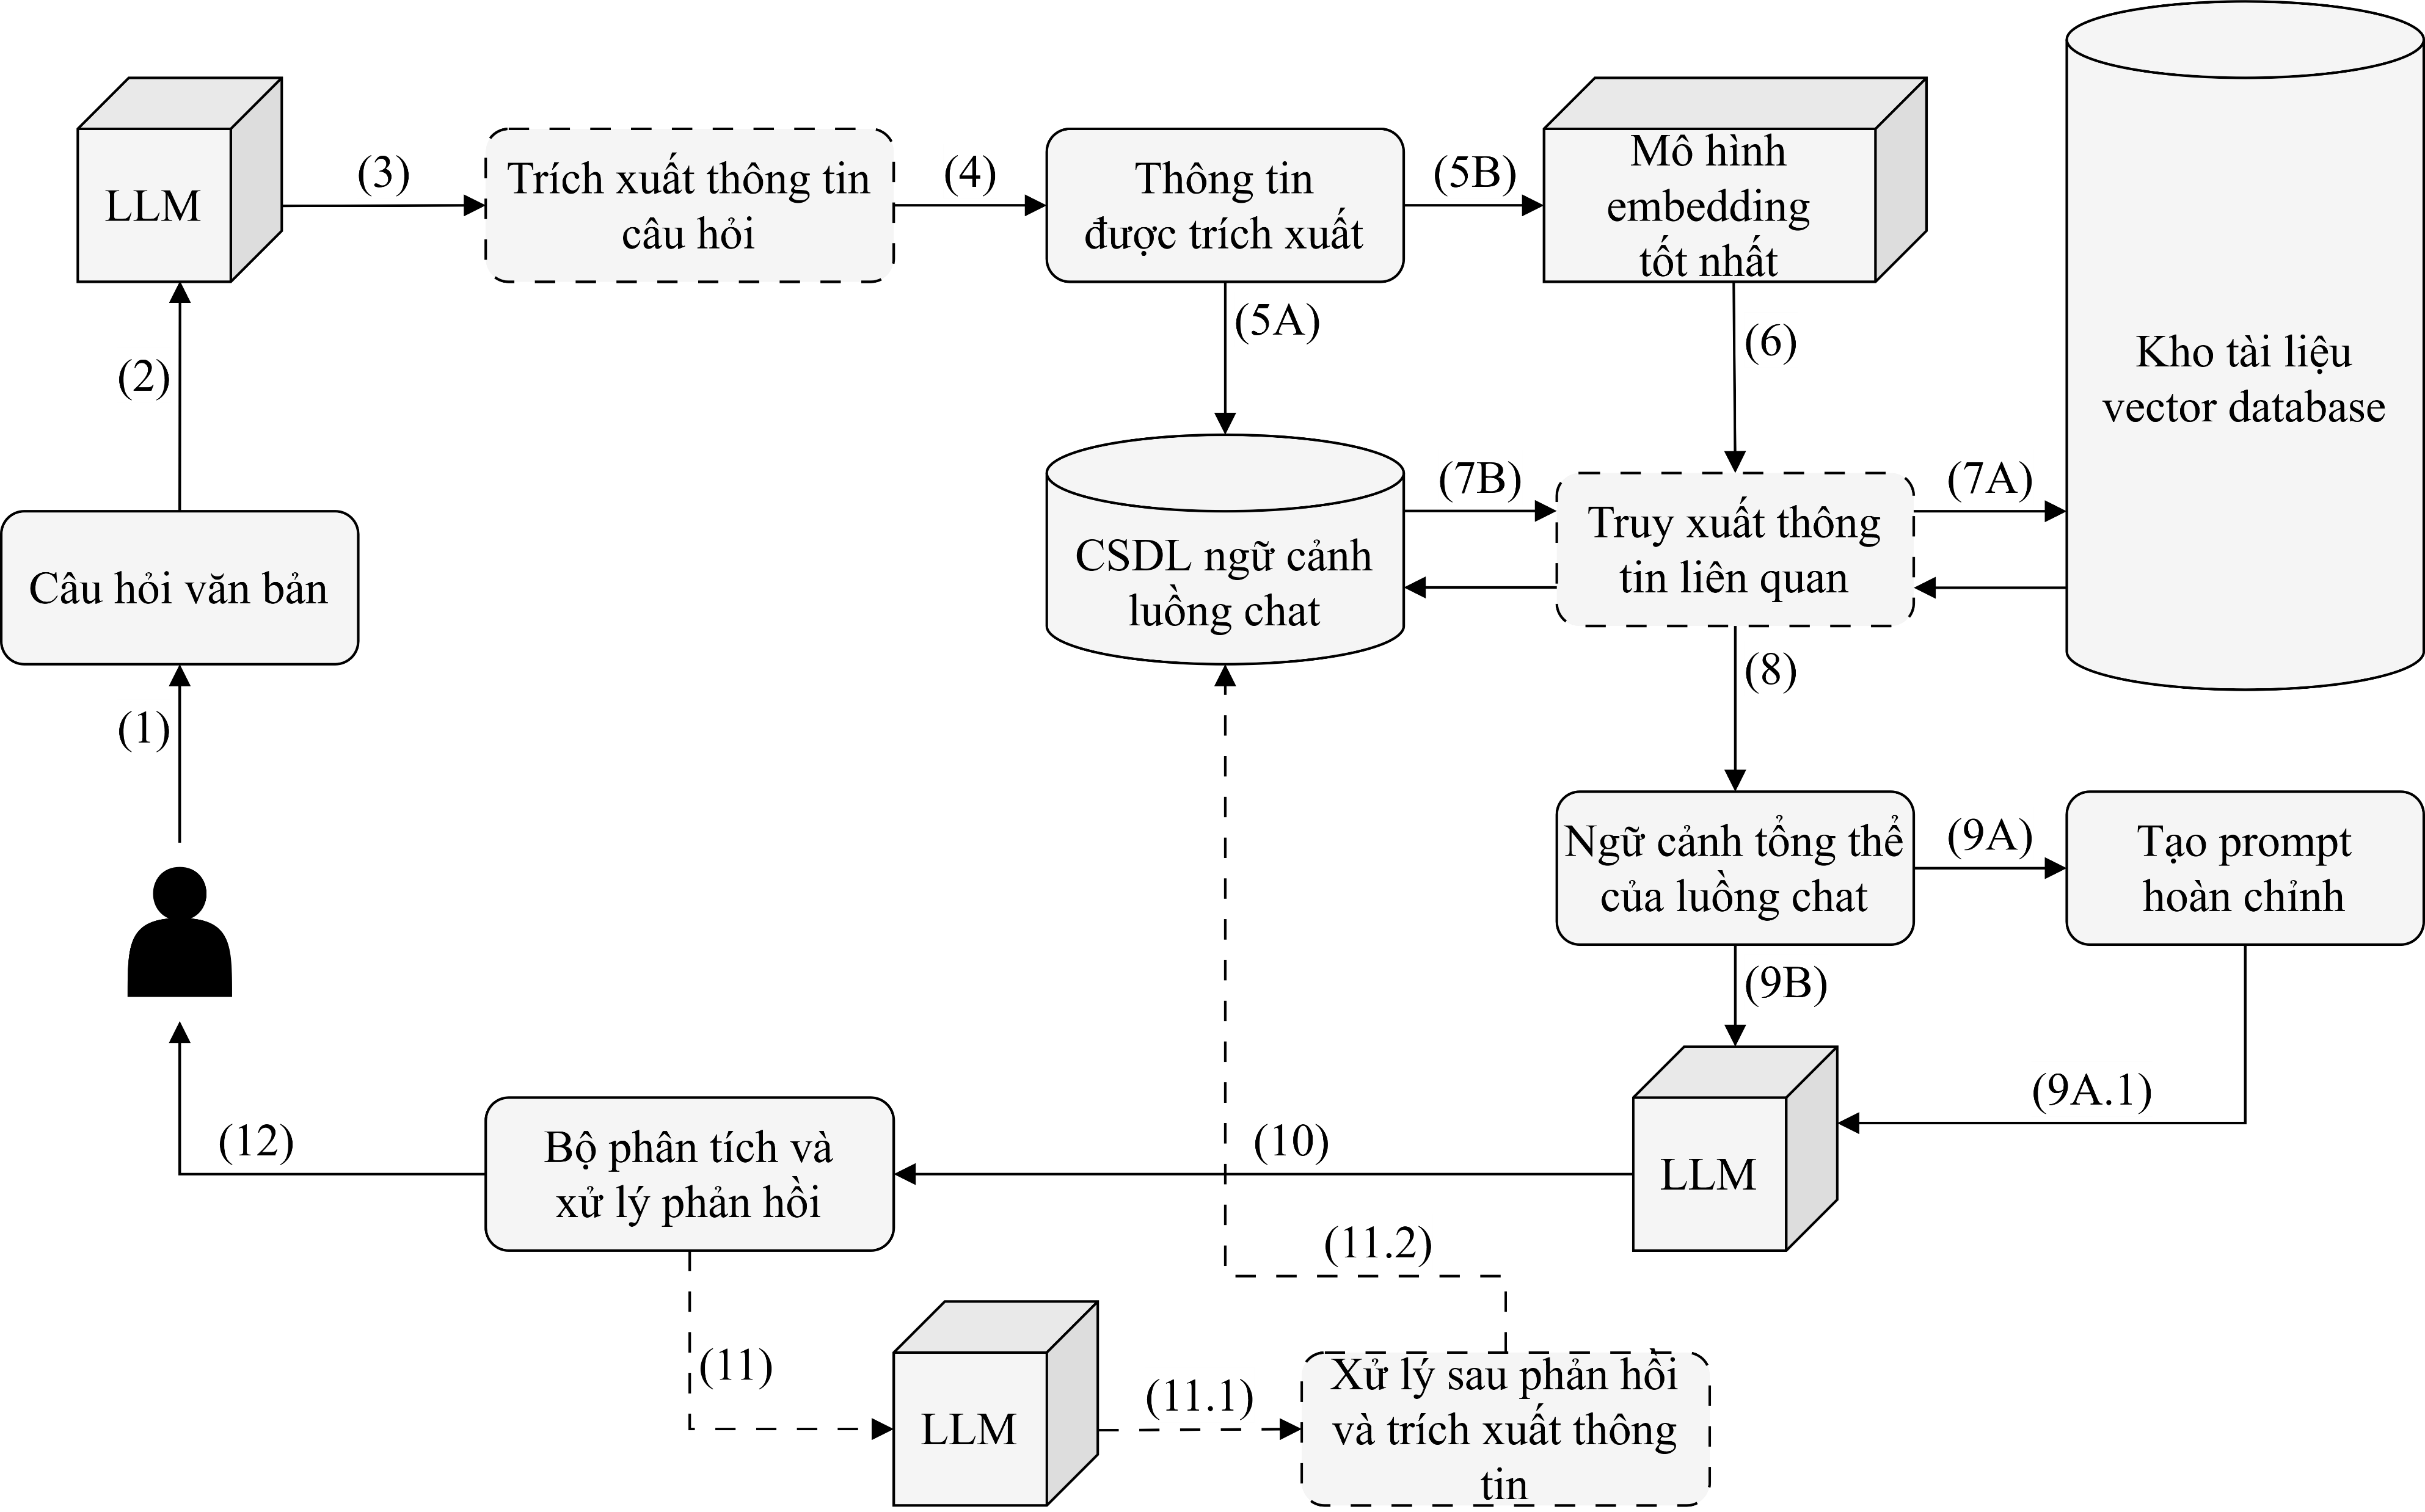 LLM
(3)
Trích xuất thông tin
câu hỏi
(4)
Thông tin
được trích xuất
(5B)
Mô hình
embedding
tốt nhất
Kho tài liệu
vector database
(2)
(5A)
(6)
Câu hỏi văn bản
CSDL ngữ cảnh
luồng chat
(7B)
Truy xuất thông
tin liên quan
(7A)
(1)
(8)
Ngữ cảnh tổng thể
của luồng chat
(9A)
Tạo prompt
hoàn chỉnh
(9B)
(9A.1)
LLM
(10)
Bộ phân tích và
xử lý phản hồi
(12)
(11)
LLM
(11.1)
(11.2)
Xử lý sau phản hồi
và trích xuất thông
tin